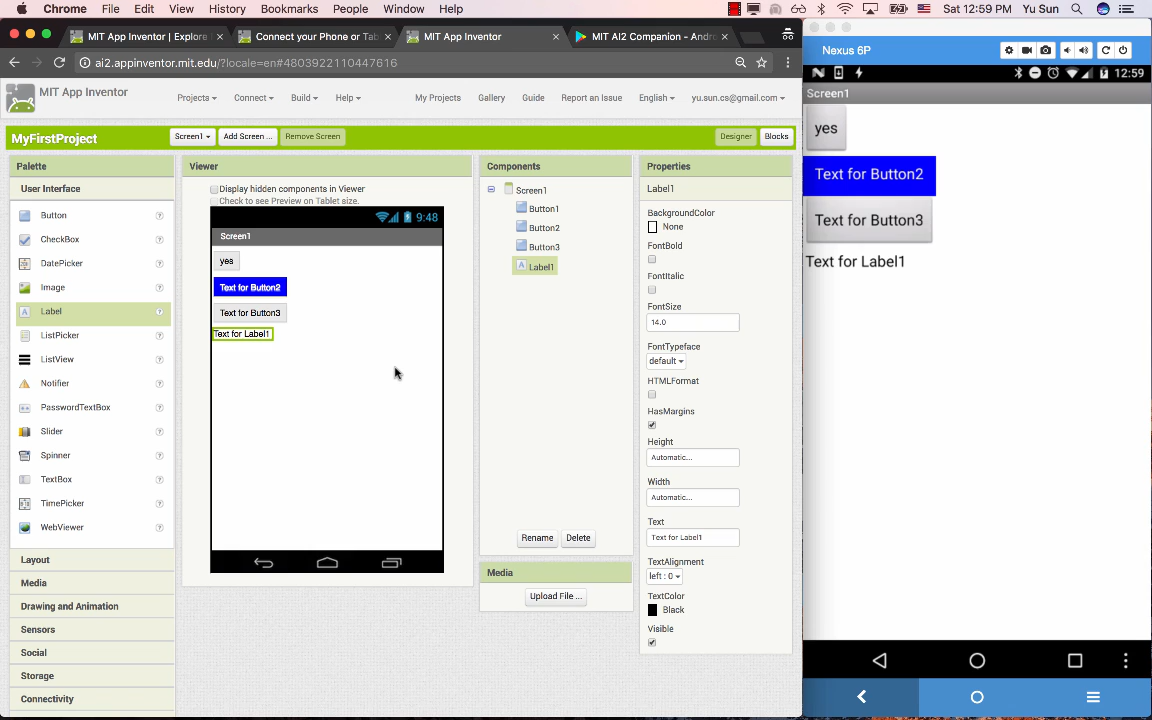 Chrome File Edit View History Bookmarks People Window Help
Sat 12:59 PM Yu Sun
MIT App Inventor | Explore
Connect your Phone or Tab
MIT App Inventor
MIT AI2 Companion - Andro
ai2.appinventor.mit.edu/?locale=en#4803922110447616
MIT App Inventor
Projects Connect Build Help
My Projects Gallery Guide Report an Issue English yu.sun.cs@gmail.com
MyFirstProject
Screen1 Add Screen ... Remove Screen
Designer Blocks
Palette
User Interface
Button
CheckBox
DatePicker
Image
Label
ListPicker
ListView
Notifier
PasswordTextBox
Slider
Spinner
TextBox
TimePicker
WebViewer
Layout
Media
Drawing and Animation
Sensors
Social
Storage
Connectivity
Viewer
Display hidden components in Viewer
Check to see Preview on Tablet size.
9:48
Screen1
yes
Text for Button2
Text for Button3
Text for Label1
Components
Screen1
Button1
Button2
Button3
Label1
Rename Delete
Media
Upload File ...
Properties
Label1
BackgroundColor
None
FontBold
FontItalic
FontSize
14.0
FontTypeface
default
HTMLFormat
HasMargins
Height
Automatic...
Width
Automatic...
Text
Text for Label1
TextAlignment
left : 0
TextColor
Black
Visible
Nexus 6P
12:59
Screen1
yes
Text for Button2
Text for Button3
Text for Label1